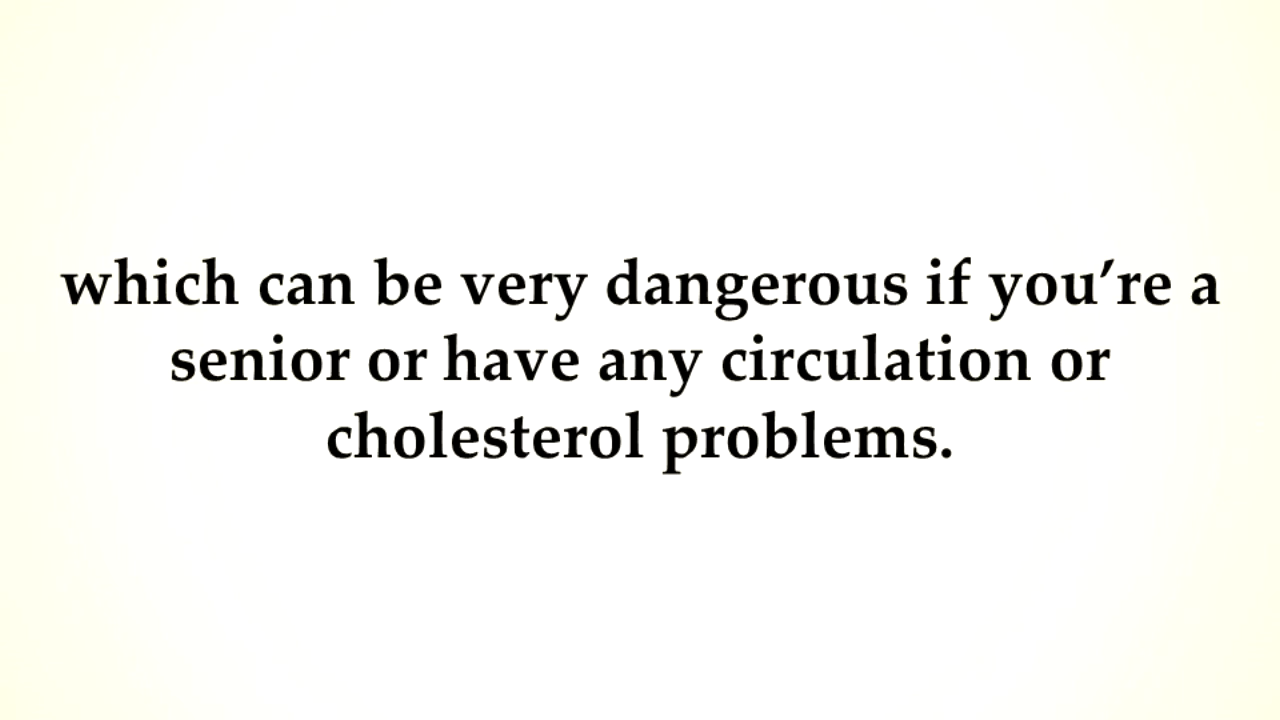 which can be very dangerous if you’re a
senior or have any circulation or
cholesterol problems.